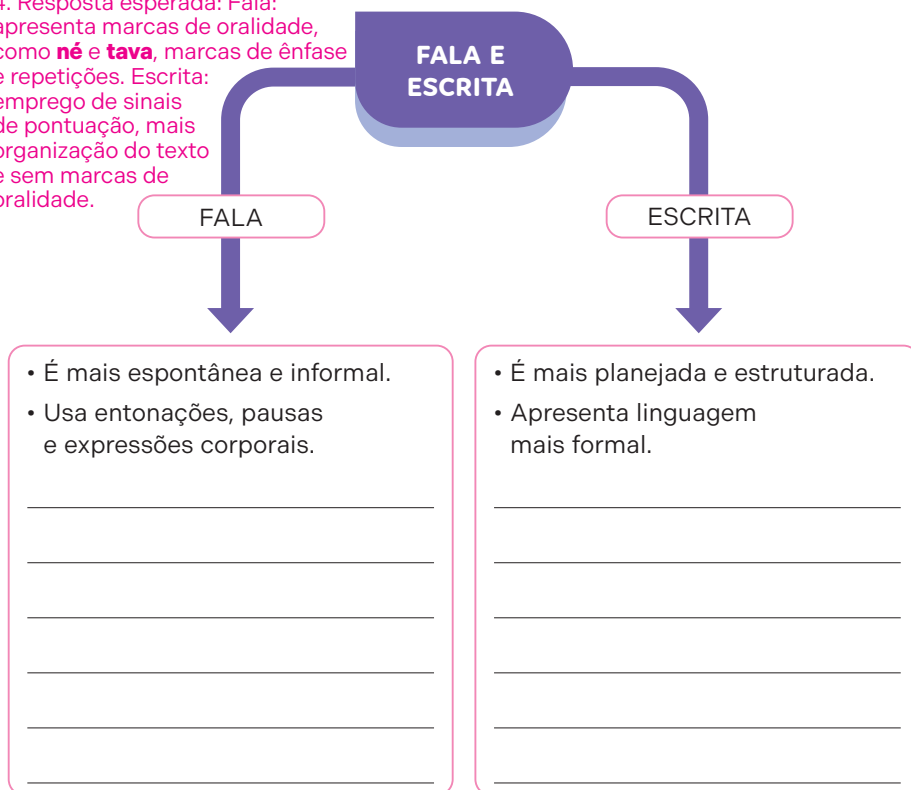 4. Resposta esperada: Fala:
apresenta marcas de oralidade,
como né e tava, marcas de ênfase
e repetições. Escrita:
emprego de sinais
de pontuação, mais
organização do texto
e sem marcas de
oralidade.
FALA E
ESCRITA
FALA
• É mais espontânea e informal.
• Usa entonações, pausas
e expressões corporais.
ESCRITA
• É mais planejada e estruturada.
• Apresenta linguagem
mais formal.